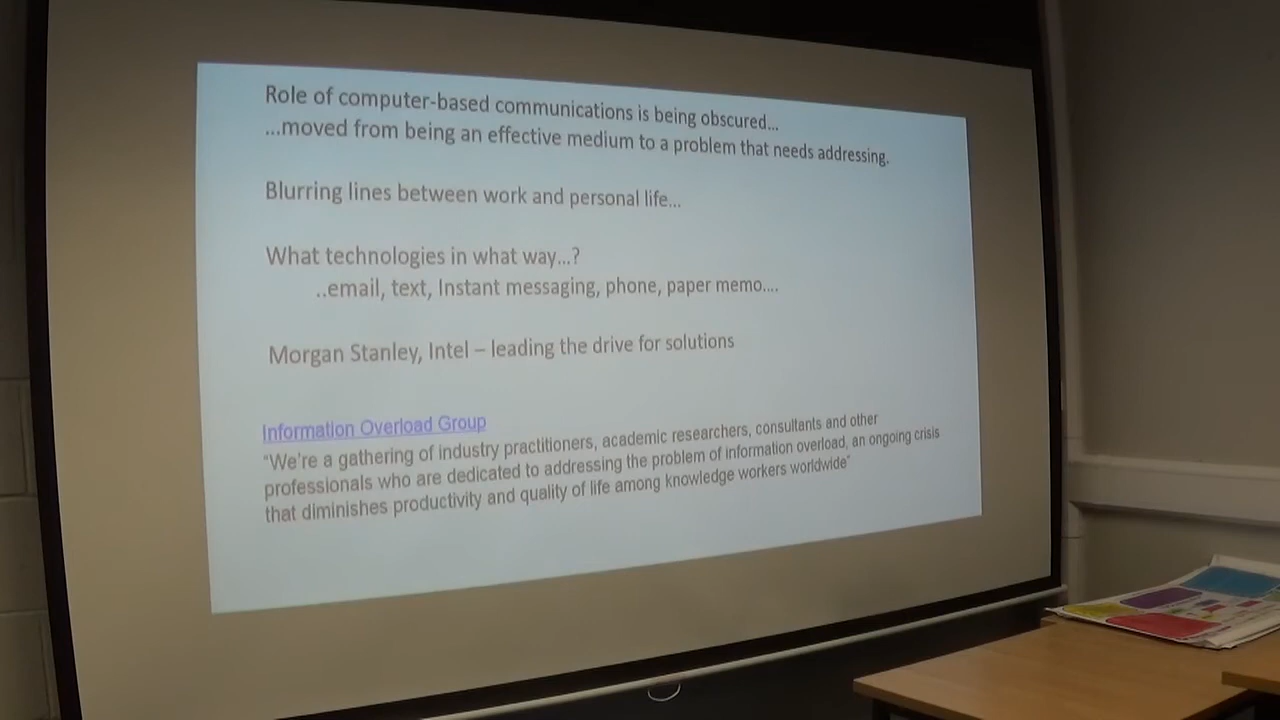 Role of computer-based communications is being obscured...
...moved from being an effective medium to a problem that needs addressing.
Blurring lines between work and personal life...
What technologies in what way...?
..email, text, Instant messaging, phone, paper memo....
Morgan Stanley, Intel – leading the drive for solutions
Information Overload Group
“We're a gathering of industry practitioners, academic researchers, consultants and other
professionals who are dedicated to addressing the problem of information overload, an ongoing crisis
that diminishes productivity and quality of life among knowledge workers worldwide”